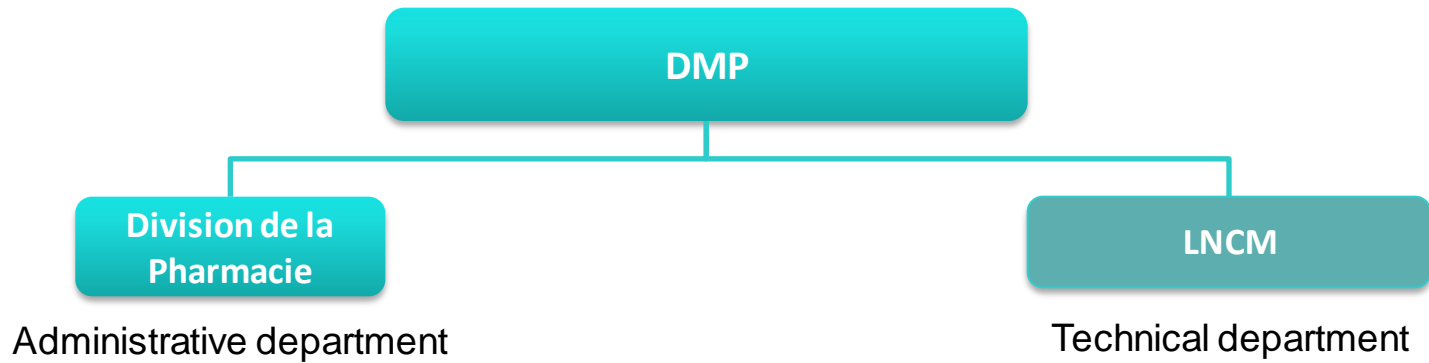 DMP
Division de la
Pharmacie
LNCM
Administrative department
Technical department